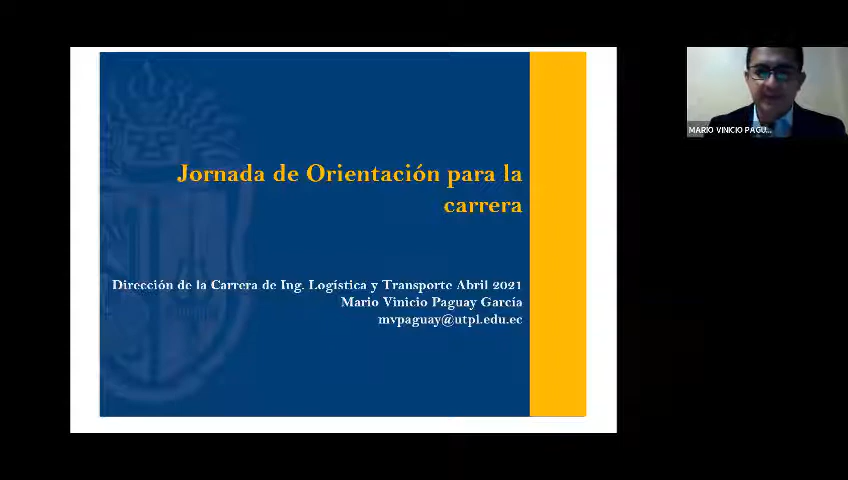 Jornada de Orientación para la
carrera
Dirección de la Carrera de Ing. Logística y Transporte Abril 2021
Mario Vinicio Paguay García
mvpaguay@utpl.edu.ec
MARIO VINICIO PAGU...